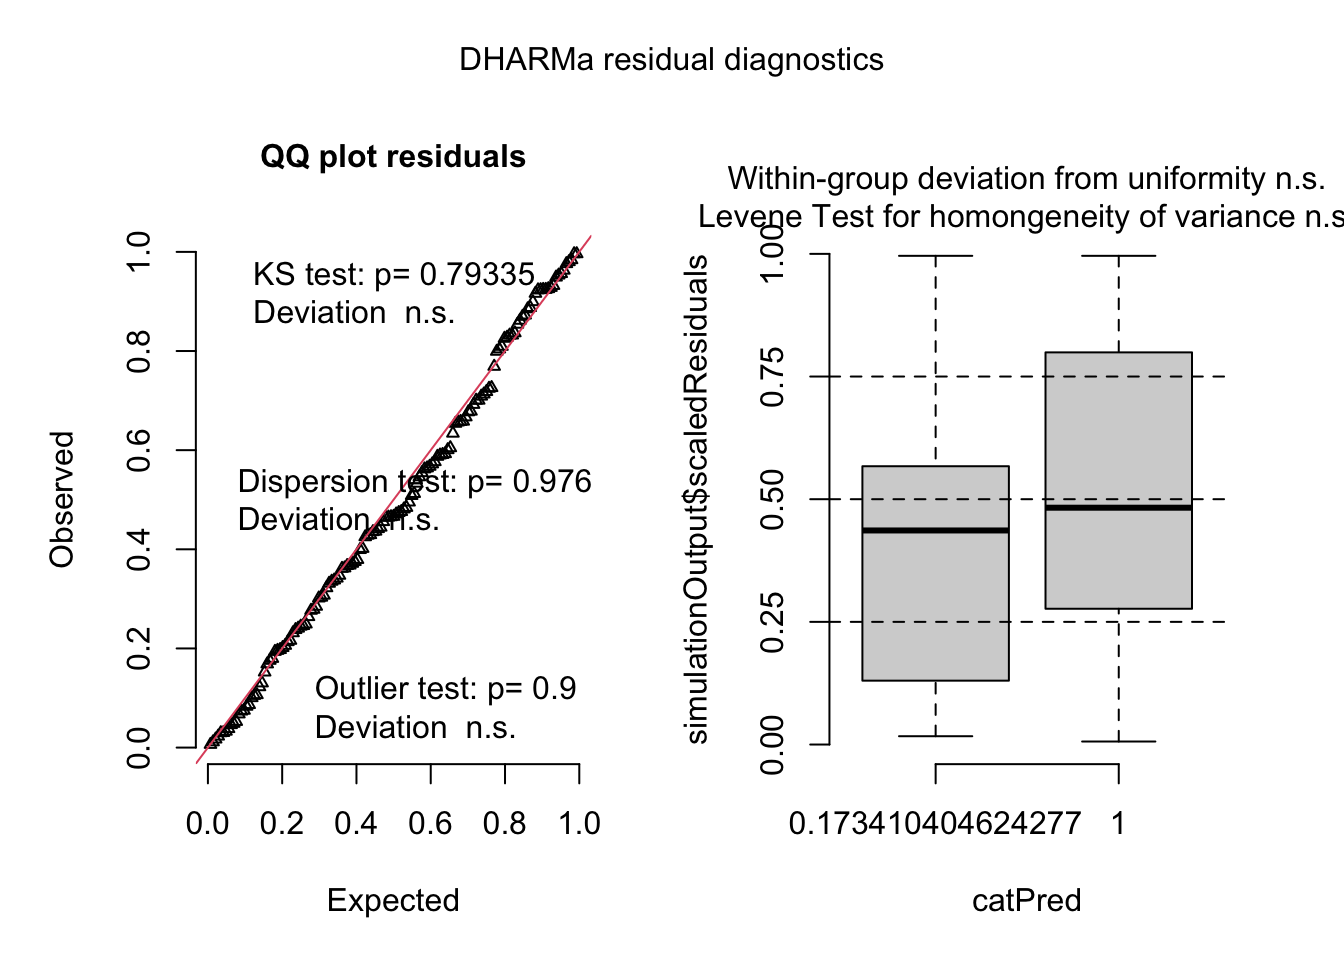 DHARMa residual diagnostics
QQ plot residuals
KS test: p= 0.79335
Deviation  n.s.
Dispersion test: p= 0.976
Deviation  n.s.
Outlier test: p= 0.9
Deviation  n.s.
Observed
1.0
0.8
0.6
0.4
0.2
0.0
0.0 0.2 0.4 0.6 0.8 1.0
Expected
Within-group deviation from uniformity n.s.
Levene Test for homongeneity of variance n.s
simulationOutput$scaledResiduals
1.00
0.75
0.50
0.25
0.00
0.173410404624277 1
catPred